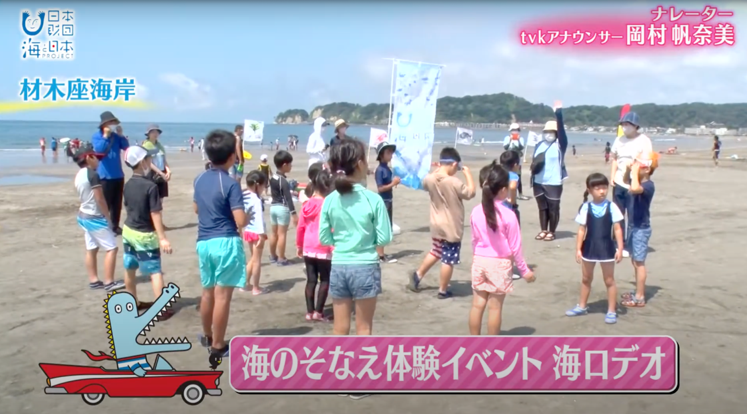 日本財団
海と日本
PROJECT
ナレーター
tvkアナウンサー 岡村 帆奈美
材木座海岸
海のそなえ体験イベント 海ロデオ